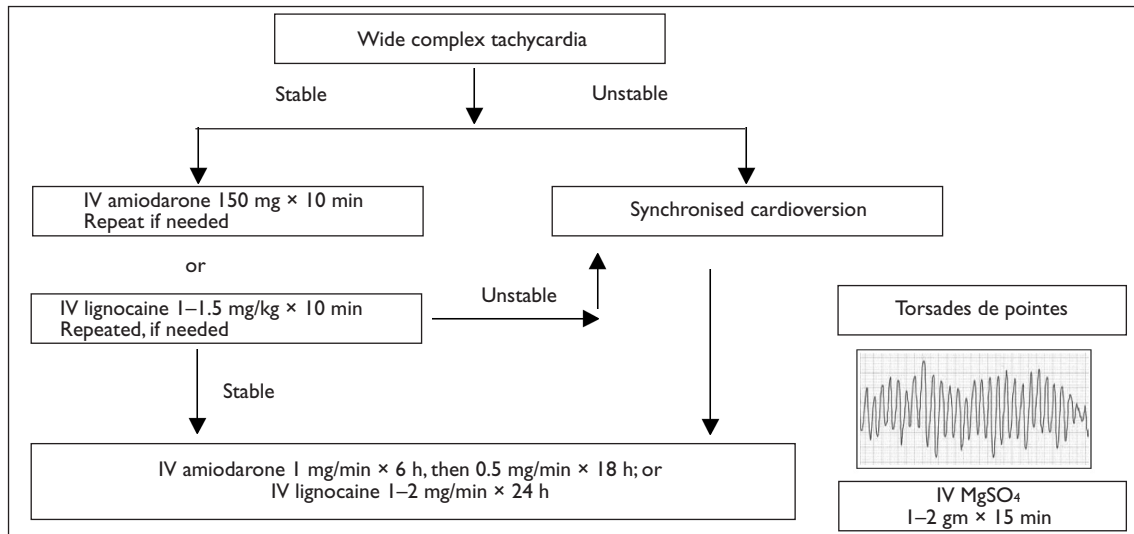 Wide complex tachycardia
Stable
Unstable
IV amiodarone 150 mg × 10 min
Repeat if needed
Synchronised cardioversion
or
IV lignocaine 1–1.5 mg/kg × 10 min
Repeated, if needed
Unstable
Stable
IV amiodarone 1 mg/min × 6 h, then 0.5 mg/min × 18 h; or
IV lignocaine 1–2 mg/min × 24 h
Torsades de pointes
IV MgSO₄
1–2 gm × 15 min